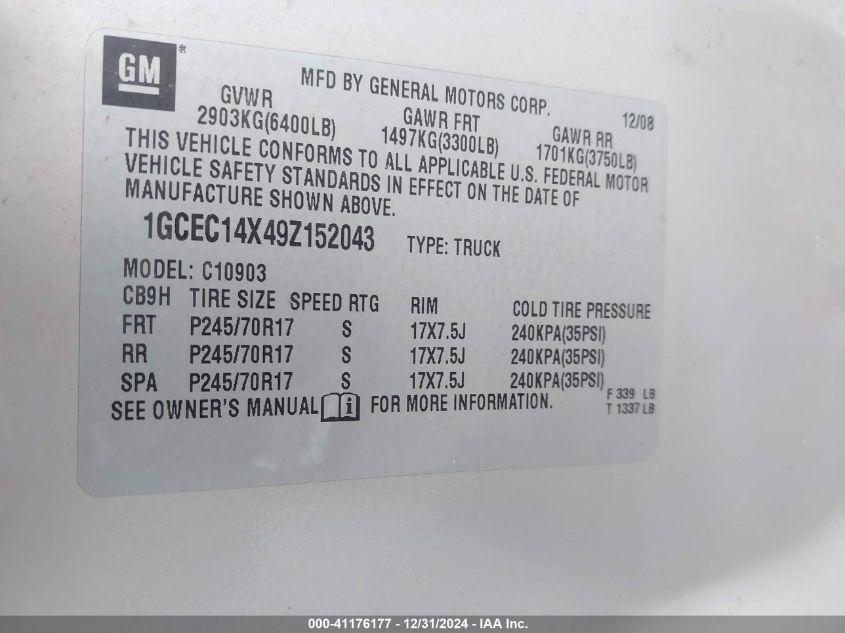 GM®
MFD BY GENERAL MOTORS CORP.
12/08
GVWR GAWR FRT GAWR RR
2903KG(6400LB) 1497KG(3300LB) 1701KG(3750LB)
THIS VEHICLE CONFORMS TO ALL APPLICABLE U.S. FEDERAL MOTOR
VEHICLE SAFETY STANDARDS IN EFFECT ON THE DATE OF
MANUFACTURE SHOWN ABOVE.
1GCEC14X49Z152043 TYPE: TRUCK
MODEL: C10903
CB9H TIRE SIZE SPEED RTG RIM COLD TIRE PRESSURE
FRT P245/70R17 S 17X7.5J 240KPA(35PSI)
RR P245/70R17 S 17X7.5J 240KPA(35PSI)
SPA P245/70R17 S 17X7.5J 240KPA(35PSI)
SEE OWNER'S MANUAL i FOR MORE INFORMATION.
F 339 LB
T 1337 LB
000-41176177 - 12/31/2024 - IAA Inc.